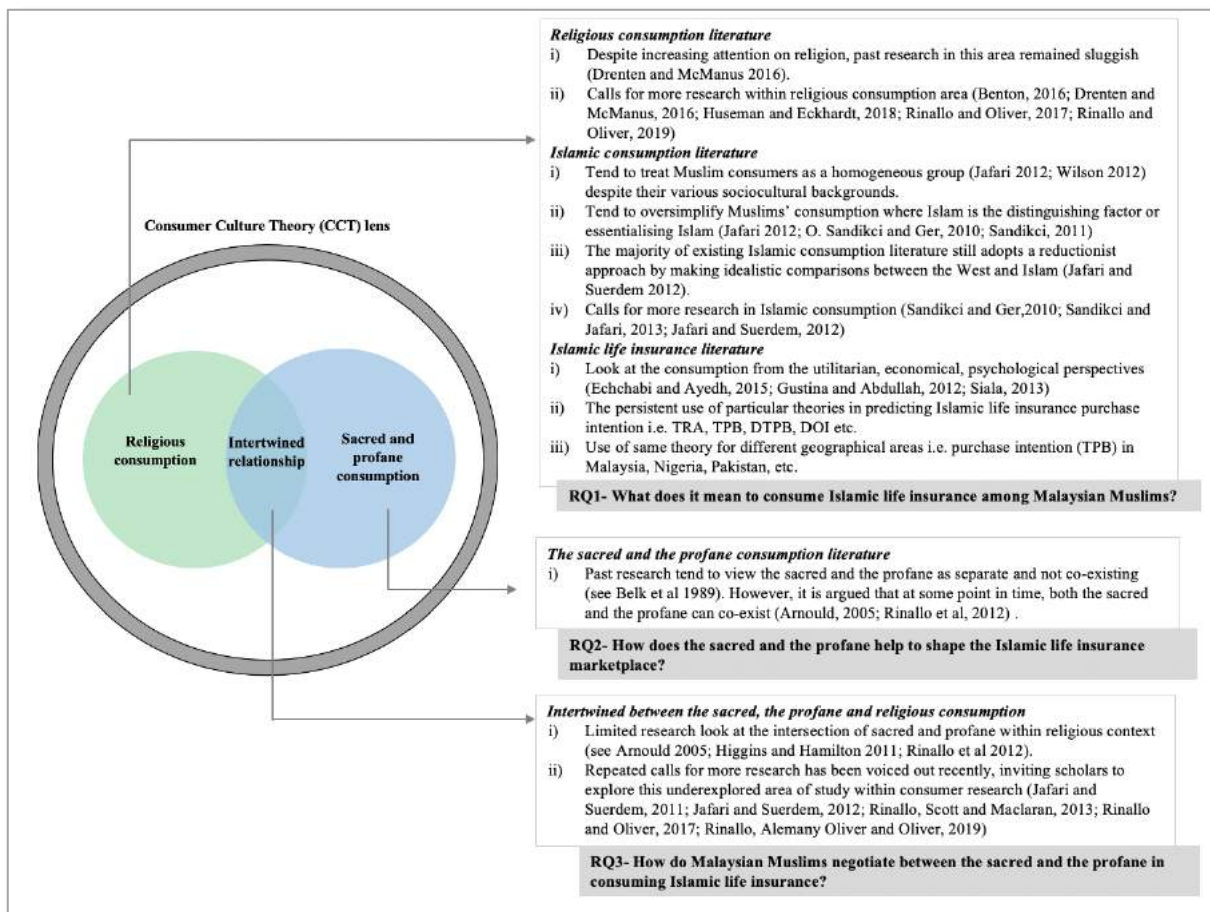 Religious consumption literature
i) Despite increasing attention on religion, past research in this area remained sluggish
(Drenten and McManus 2016).
ii) Calls for more research within religious consumption area (Benton, 2016; Drenten and
McManus, 2016; Huseman and Eckhardt, 2018; Rinallo and Oliver, 2017; Rinallo and
Oliver, 2019)
Islamic consumption literature
i) Tend to treat Muslim consumers as a homogeneous group (Jafari 2012; Wilson 2012)
despite their various sociocultural backgrounds.
ii) Tend to oversimplify Muslims’ consumption where Islam is the distinguishing factor or
essentialising Islam (Jafari 2012; O. Sandikci and Ger, 2010; Sandikci, 2011)
iii) The majority of existing Islamic consumption literature still adopts a reductionist
approach by making idealistic comparisons between the West and Islam (Jafari and
Suerdem 2012).
iv) Calls for more research in Islamic consumption (Sandikci and Ger,2010; Sandikci and
Jafari, 2013; Jafari and Suerdem, 2012)
Islamic life insurance literature
i) Look at the consumption from the utilitarian, economical, psychological perspectives
(Echchabi and Ayedh, 2015; Gustina and Abdullah, 2012; Siala, 2013)
ii) The persistent use of particular theories in predicting Islamic life insurance purchase
intention i.e. TRA, TPB, DTPB, DOI etc.
iii) Use of same theory for different geographical areas i.e. purchase intention (TPB) in
Malaysia, Nigeria, Pakistan, etc.
RQ1- What does it mean to consume Islamic life insurance among Malaysian Muslims?
Consumer Culture Theory (CCT) lens
Religious
consumption
Intertwined
relationship
Sacred and
profane
consumption
The sacred and the profane consumption literature
i) Past research tend to view the sacred and the profane as separate and not co-existing
(see Belk et al 1989). However, it is argued that at some point in time, both the sacred
and the profane can co-exist (Arnould, 2005; Rinallo et al, 2012) .
RQ2- How does the sacred and the profane help to shape the Islamic life insurance
marketplace?
Intertwined between the sacred, the profane and religious consumption
i) Limited research look at the intersection of sacred and profane within religious context
(see Arnould 2005; Higgins and Hamilton 2011; Rinallo et al 2012).
ii) Repeated calls for more research has been voiced out recently, inviting scholars to
explore this underexplored area of study within consumer research (Jafari and
Suerdem, 2011; Jafari and Suerdem, 2012; Rinallo, Scott and Maclaran, 2013; Rinallo
and Oliver, 2017; Rinallo, Alemany Oliver and Oliver, 2019)
RQ3- How do Malaysian Muslims negotiate between the sacred and the profane in
consuming Islamic life insurance?